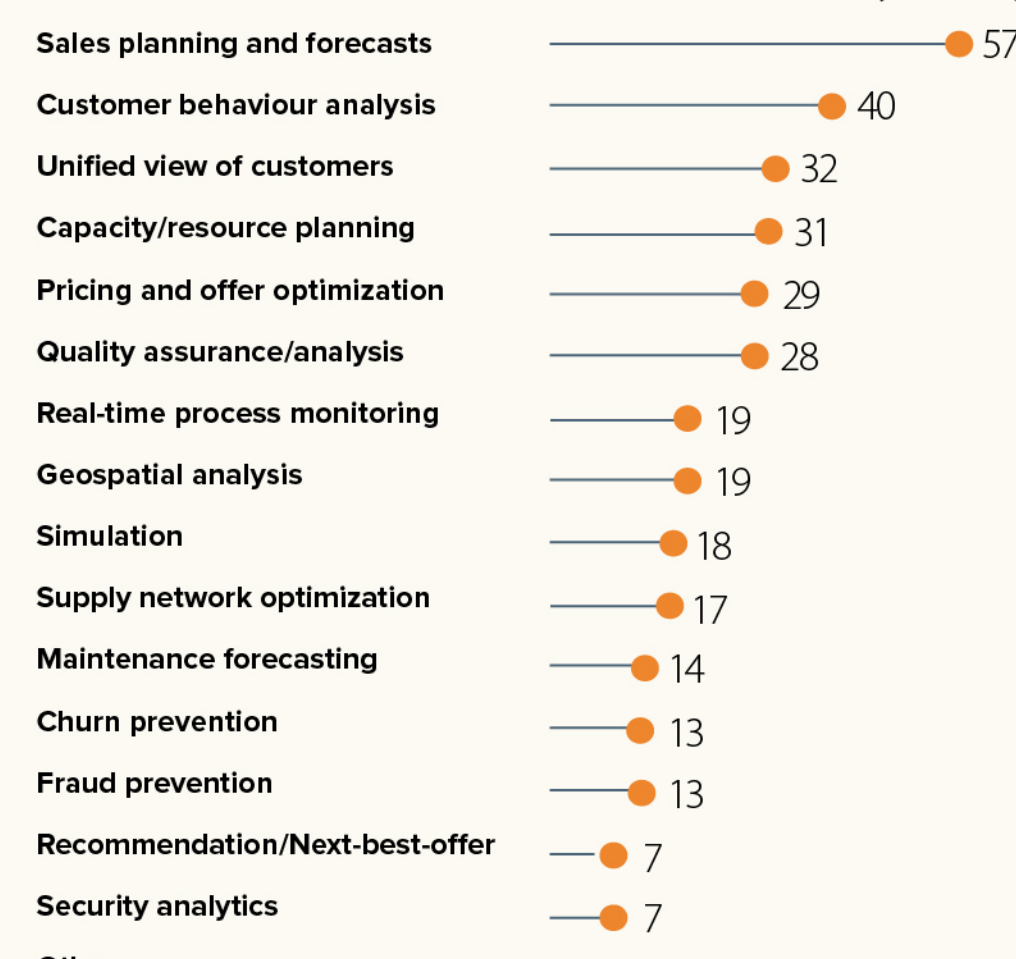 Sales planning and forecasts 57
Customer behaviour analysis 40
Unified view of customers 32
Capacity/resource planning 31
Pricing and offer optimization 29
Quality assurance/analysis 28
Real-time process monitoring 19
Geospatial analysis 19
Simulation 18
Supply network optimization 17
Maintenance forecasting 14
Churn prevention 13
Fraud prevention 13
Recommendation/Next-best-offer 7
Security analytics 7